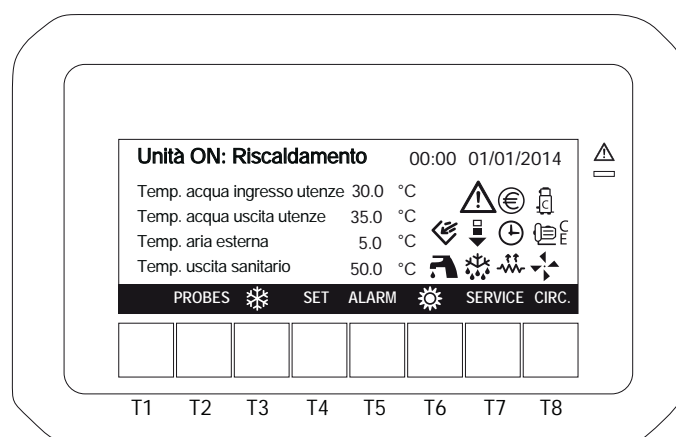 Unità ON: Riscaldamento 00:00 01/01/2014
Temp. acqua ingresso utenze 30.0 °C
Temp. acqua uscita utenze 35.0 °C
Temp. aria esterna 5.0 °C
Temp. uscita sanitario 50.0 °C
€ C
C
E
PROBES SET ALARM SERVICE CIRC.
T1 T2 T3 T4 T5 T6 T7 T8